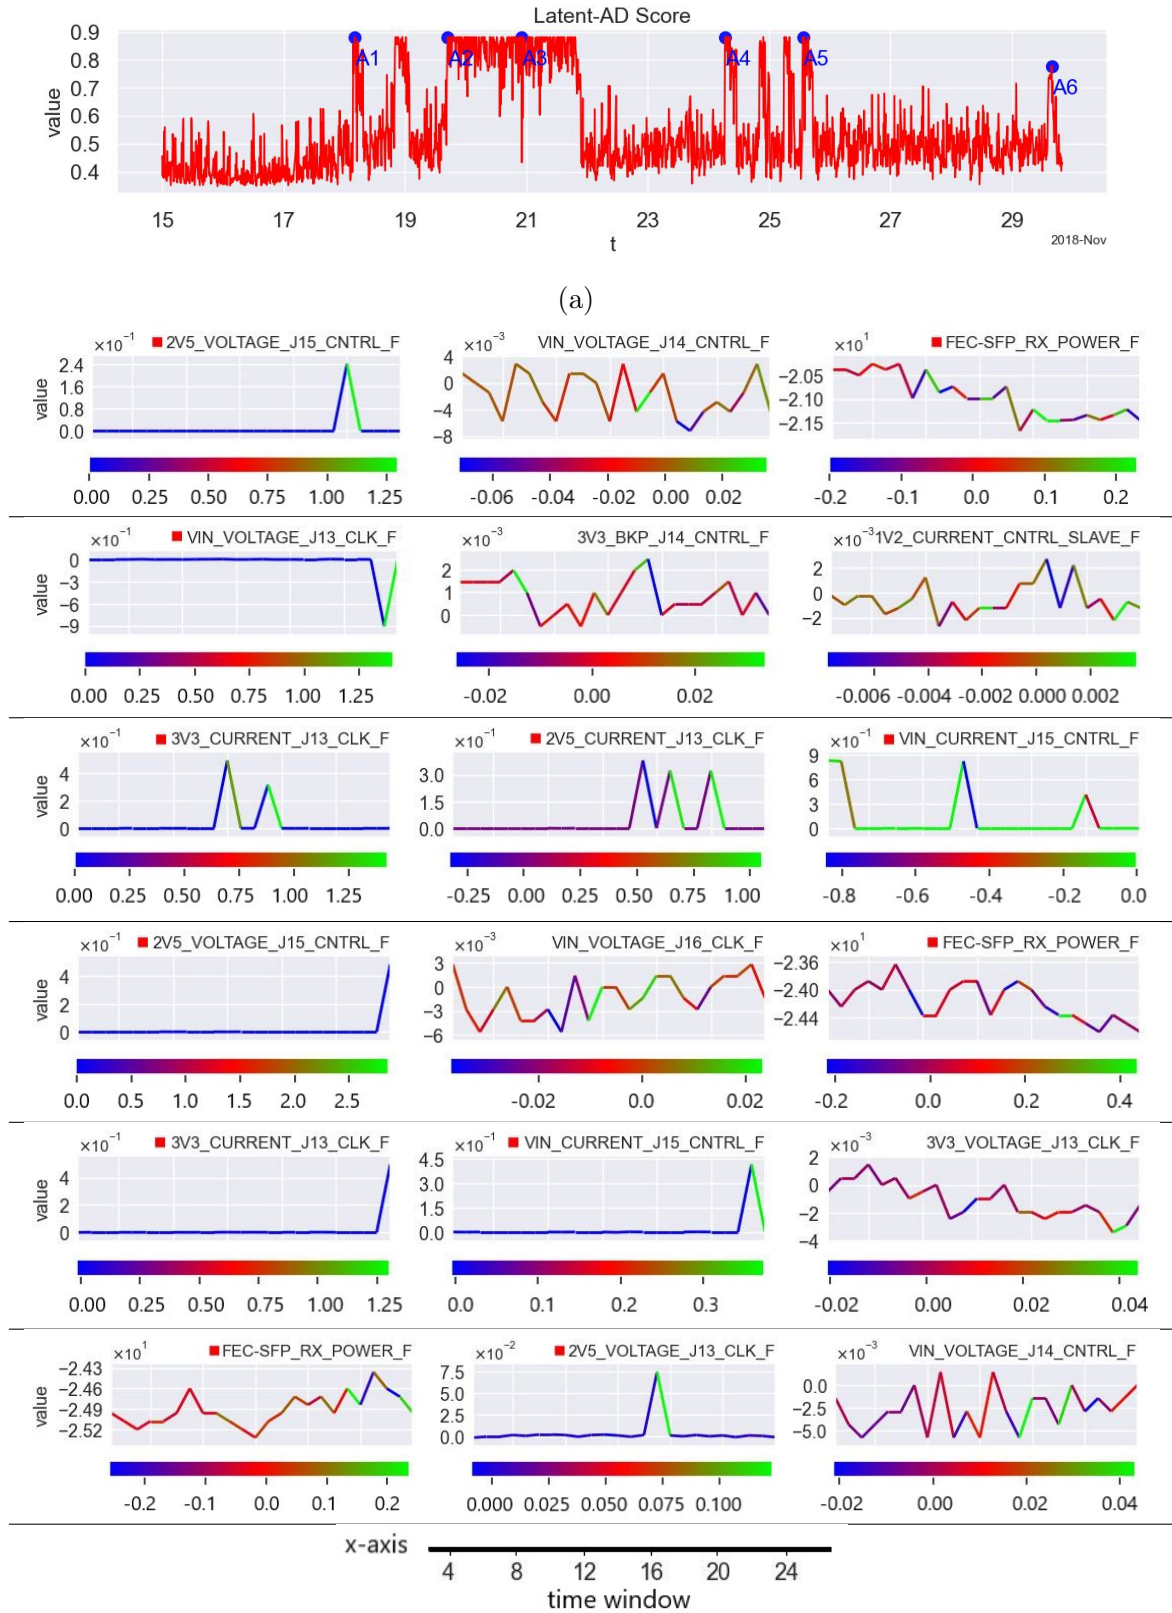 Latent-AD Score
0.9
0.8
0.7
0.6
0.5
0.4
value
A1 A2 A3 A4 A5 A6
15 17 19 21 23 25 27 29
t
2018-Nov
(a)
×10⁻¹ 2V5_VOLTAGE_J15_CNTRL_F
2.4
1.6
0.8
0.0
value
0.00 0.25 0.50 0.75 1.00 1.25
×10⁻³ VIN_VOLTAGE_J14_CNTRL_F
4
0
−4
−8
-0.06 -0.04 -0.02 0.00 0.02
×10¹ FEC-SFP_RX_POWER_F
−2.05
−2.10
−2.15
-0.2 -0.1 0.0 0.1 0.2
×10⁻¹ VIN_VOLTAGE_J13_CLK_F
0
−3
−6
−9
value
0.00 0.25 0.50 0.75 1.00 1.25
×10⁻³ 3V3_BKP_J14_CNTRL_F
2
1
0
-0.02 0.00 0.02
×10⁻³1V2_CURRENT_CNTRL_SLAVE_F
2
0
−2
-0.006 -0.004 -0.002 0.000 0.002
×10⁻¹ 3V3_CURRENT_J13_CLK_F
4
2
0
value
0.00 0.25 0.50 0.75 1.00 1.25
×10⁻¹ 2V5_CURRENT_J13_CLK_F
3.0
1.5
0.0
-0.25 0.00 0.25 0.50 0.75 1.00
×10⁻¹ VIN_CURRENT_J15_CNTRL_F
9
6
3
0
-0.8 -0.6 -0.4 -0.2 0.0
×10⁻¹ 2V5_VOLTAGE_J15_CNTRL_F
4
2
0
value
0.0 0.5 1.0 1.5 2.0 2.5
×10⁻³ VIN_VOLTAGE_J16_CLK_F
3
0
−3
−6
-0.02 0.00 0.02
×10¹ FEC-SFP_RX_POWER_F
−2.36
−2.40
−2.44
-0.2 0.0 0.2 0.4
×10⁻¹ 3V3_CURRENT_J13_CLK_F
4
2
0
value
0.00 0.25 0.50 0.75 1.00 1.25
×10⁻¹ VIN_CURRENT_J15_CNTRL_F
4.5
3.0
1.5
0.0
0.0 0.1 0.2 0.3
×10⁻³ 3V3_VOLTAGE_J13_CLK_F
2
0
−2
−4
-0.02 0.00 0.02 0.04
×10¹ FEC-SFP_RX_POWER_F
−2.43
−2.46
−2.49
−2.52
value
-0.2 -0.1 0.0 0.1 0.2
×10⁻² 2V5_VOLTAGE_J13_CLK_F
7.5
5.0
2.5
0.0
0.000 0.025 0.050 0.075 0.100
×10⁻³ VIN_VOLTAGE_J14_CNTRL_F
0.0
−2.5
−5.0
-0.02 0.00 0.02 0.04
x-axis
4 8 12 16 20 24
time window